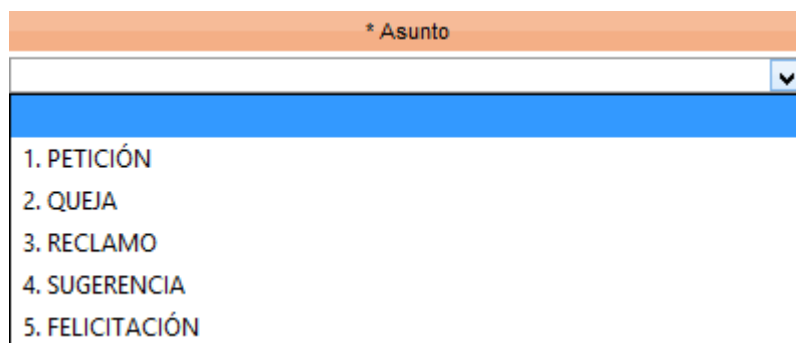 * Asunto
1. PETICIÓN
2. QUEJA
3. RECLAMO
4. SUGERENCIA
5. FELICITACIÓN